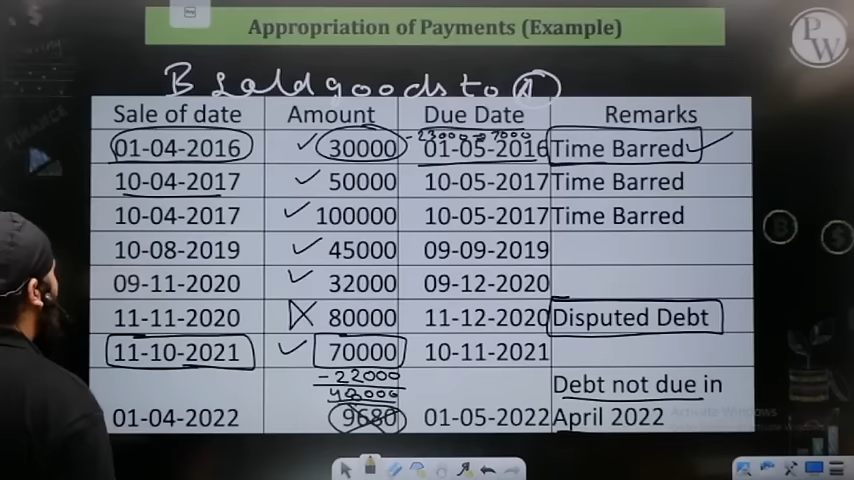 Appropriation of Payments (Example)
PW
B sold goods to A
Sale of date Amount Due Date Remarks
-23000 → 7000
01-04-2016 30000 01-05-2016 Time Barred
10-04-2017 50000 10-05-2017 Time Barred
10-04-2017 100000 10-05-2017 Time Barred
10-08-2019 45000 09-09-2019
09-11-2020 32000 09-12-2020
11-11-2020 80000 11-12-2020 Disputed Debt
11-10-2021 70000 10-11-2021
-22000
48000
Debt not due in
01-04-2022 9680 01-05-2022 April 2022
Activate Windows
FINANCE